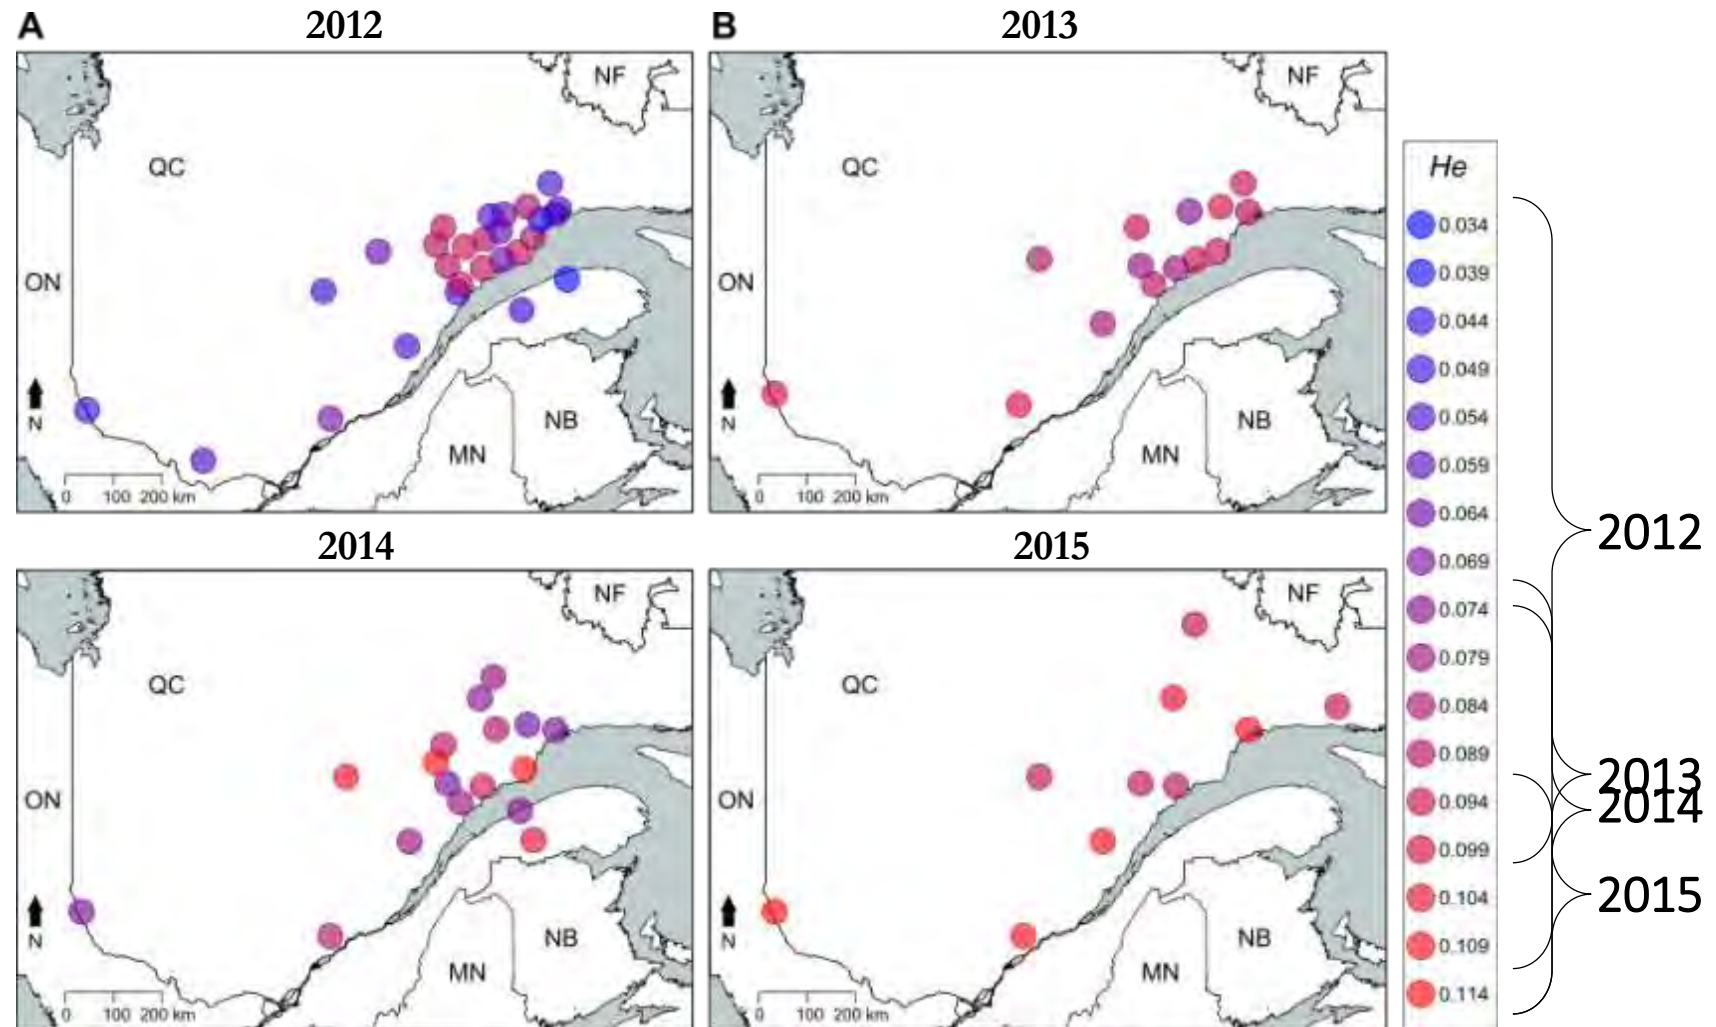 A 2012
QC
NF
ON
N
NB
MN
0 100 200 km
B 2013
QC
NF
ON
N
NB
MN
0 100 200 km
2014
QC
NF
ON
N
NB
MN
0 100 200 km
2015
QC
NF
ON
N
NB
MN
0 100 200 km
He
0.034
0.039
0.044
0.049
0.054
0.059
0.064
0.069
0.074
0.079
0.084
0.089
0.094
0.099
0.104
0.109
0.114
2012
2013
2014
2015